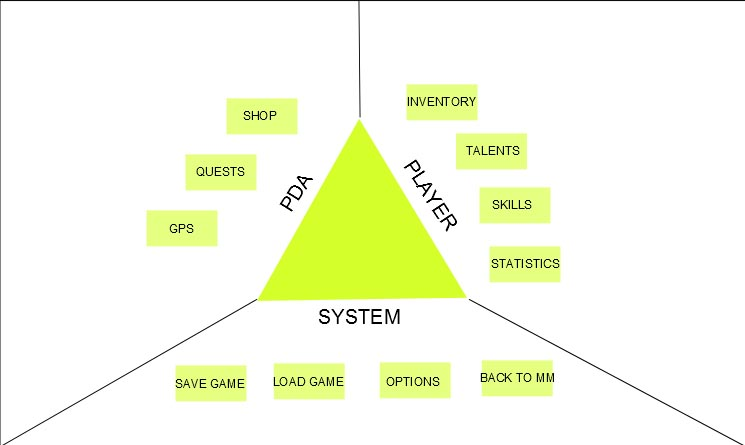 INVENTORY
SHOP
TALENTS
QUESTS
PDA
PLAYER
SKILLS
GPS
STATISTICS
SYSTEM
SAVE GAME
LOAD GAME
OPTIONS
BACK TO MM